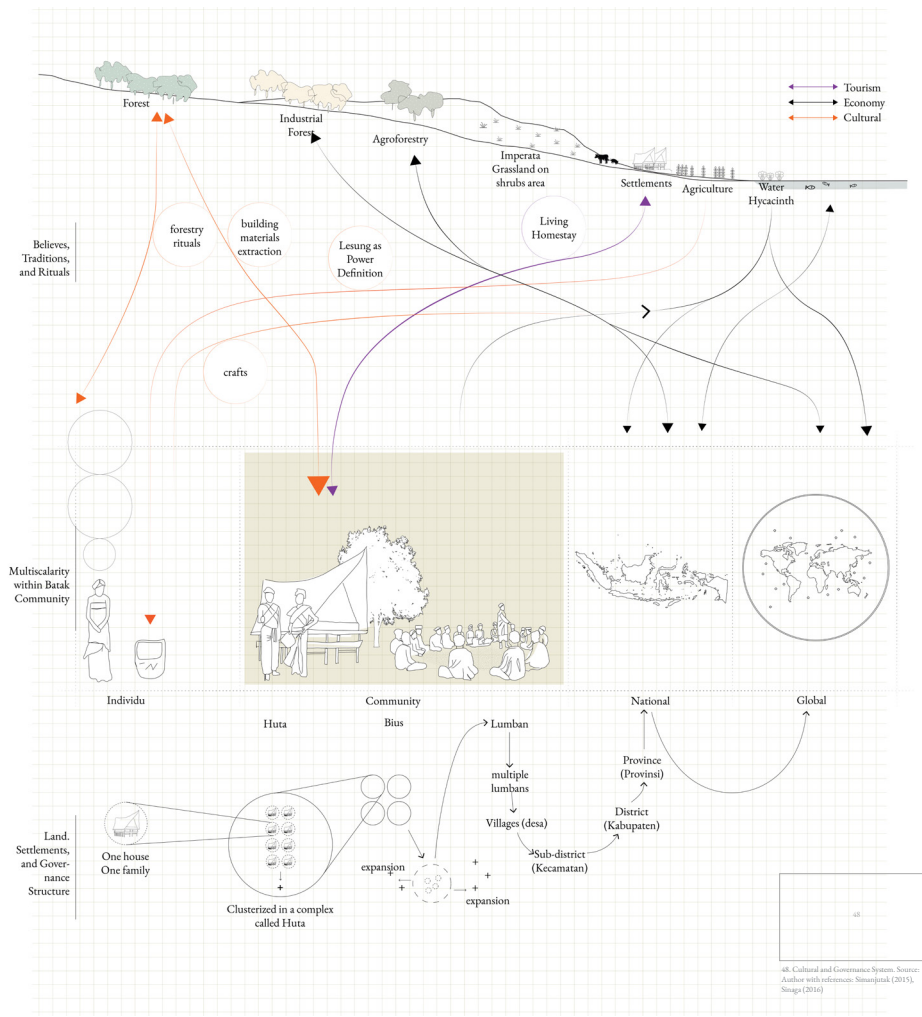 Forest
Industrial
Forest
Agroforestry
Imperata
Grassland on
shrubs area
Settlements
Agriculture
Water
Hycacinth
Tourism
Economy
Cultural
Believes,
Traditions,
and Rituals
forestry
rituals
building
materials
extraction
Lesung as
Power
Definition
Living
Homestay
crafts
Multiscalarity
within Batak
Community
Individu
Community
National
Global
Huta
Bius
Lumban
multiple
lumbans
Villages (desa)
Sub-district
(Kecamatan)
District
(Kabupaten)
Province
(Provinsi)
Land.
Settlements,
and Gover-
nance
Structure
One house
One family
Clusterized in a complex
called Huta
expansion
expansion
48
48. Cultural and Governance System. Source:
Author with references: Simanjutak (2015),
Sinaga (2016)